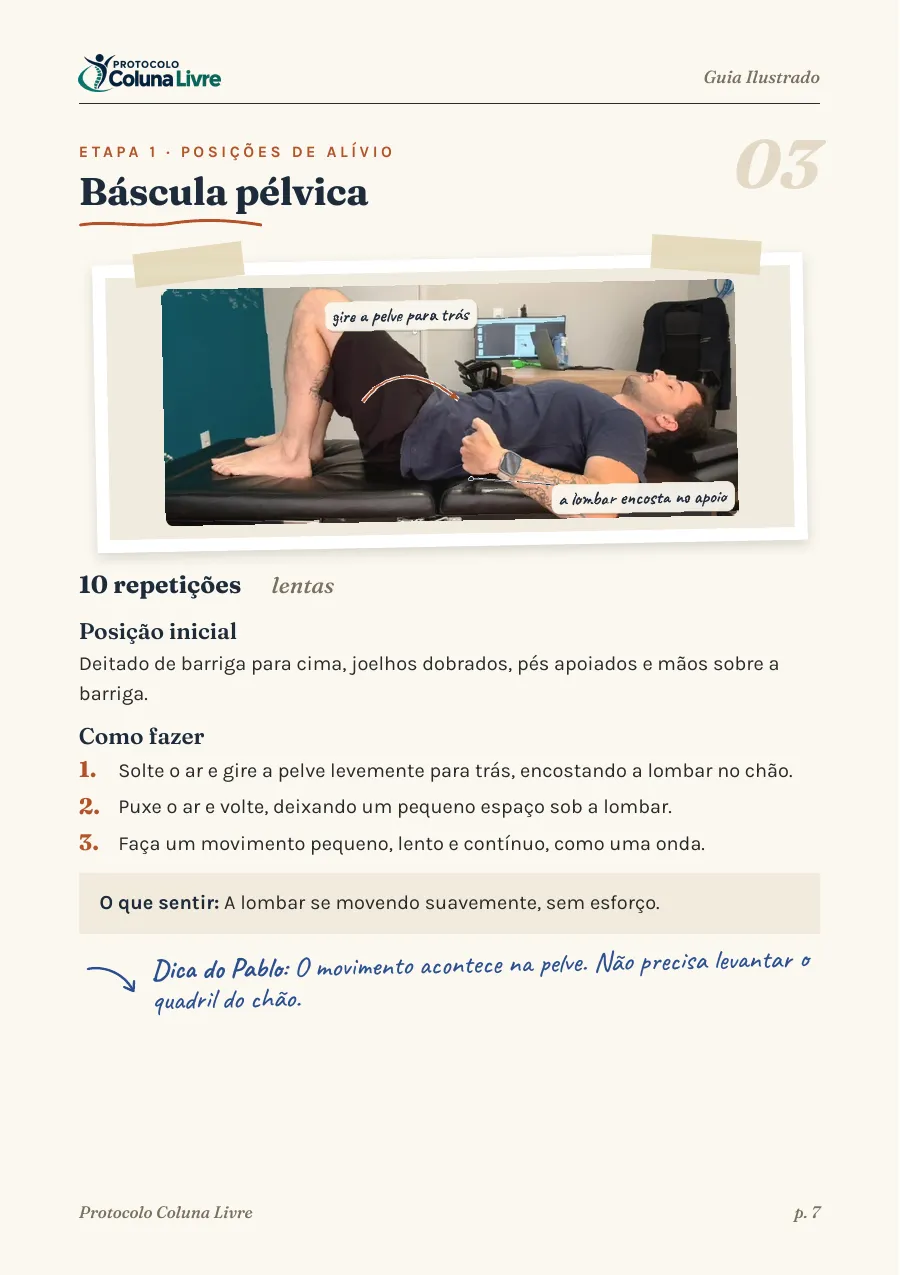 PROTOCOLO
Coluna Livre
Guia Ilustrado
ETAPA 1 · POSIÇÕES DE ALÍVIO
03
Báscula pélvica
gire a pelve para trás
a lombar encosta no apoio
10 repetições lentas
Posição inicial
Deitado de barriga para cima, joelhos dobrados, pés apoiados e mãos sobre a
barriga.
Como fazer
1. Solte o ar e gire a pelve levemente para trás, encostando a lombar no chão.
2. Puxe o ar e volte, deixando um pequeno espaço sob a lombar.
3. Faça um movimento pequeno, lento e contínuo, como uma onda.
O que sentir: A lombar se movendo suavemente, sem esforço.
Dica do Pablo: O movimento acontece na pelve. Não precisa levantar o
quadril do chão.
Protocolo Coluna Livre
p. 7